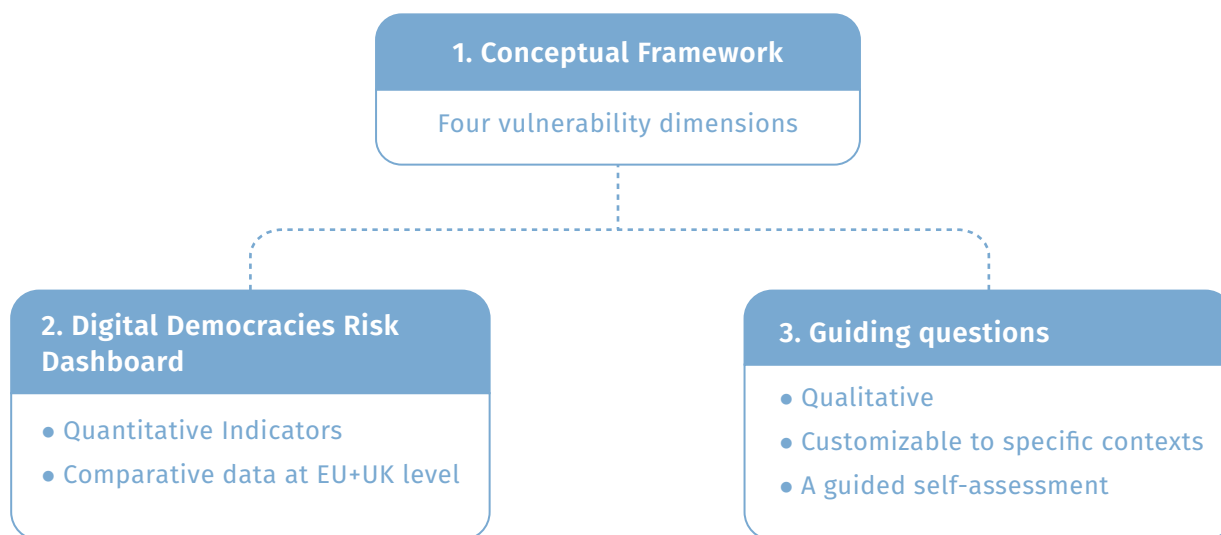 1. Conceptual Framework
Four vulnerability dimensions
2. Digital Democracies Risk
Dashboard
● Quantitative Indicators
● Comparative data at EU+UK level
3. Guiding questions
● Qualitative
● Customizable to specific contexts
● A guided self-assessment